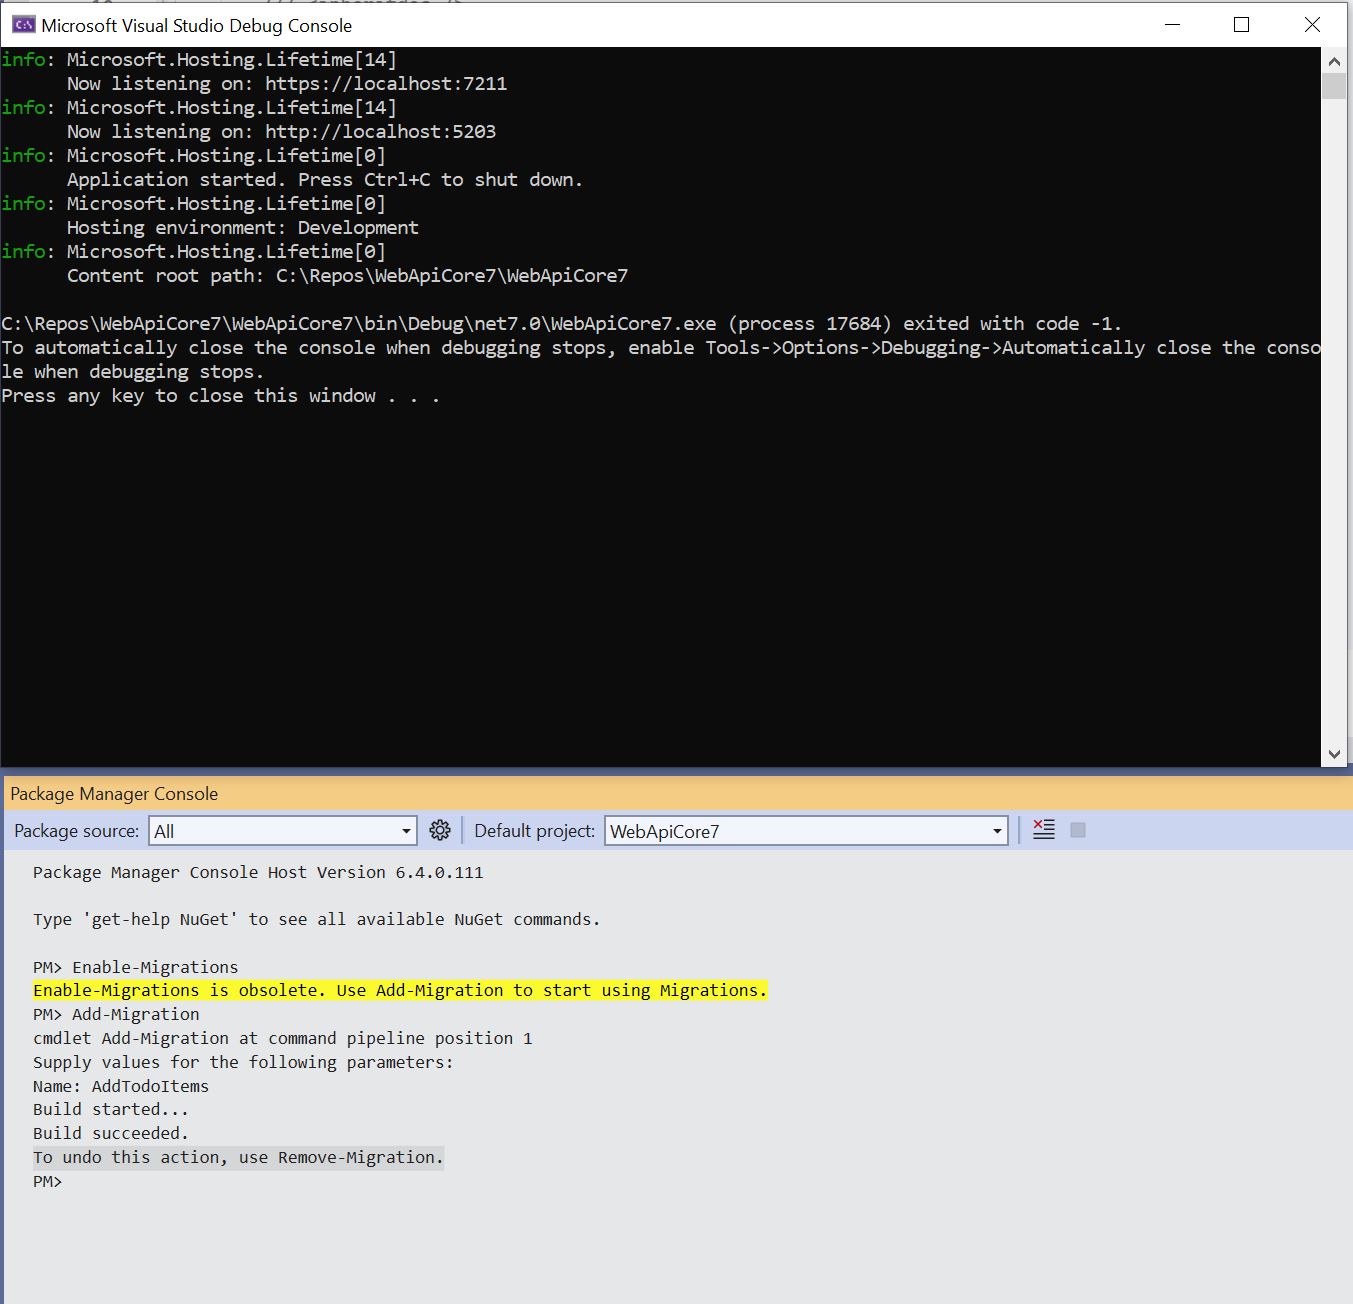 Microsoft Visual Studio Debug Console
info: Microsoft.Hosting.Lifetime[14]
Now listening on: https://localhost:7211
info: Microsoft.Hosting.Lifetime[14]
Now listening on: http://localhost:5203
info: Microsoft.Hosting.Lifetime[0]
Application started. Press Ctrl+C to shut down.
info: Microsoft.Hosting.Lifetime[0]
Hosting environment: Development
info: Microsoft.Hosting.Lifetime[0]
Content root path: C:\Repos\WebApiCore7\WebApiCore7
C:\Repos\WebApiCore7\WebApiCore7\bin\Debug\net7.0\WebApiCore7.exe (process 17684) exited with code -1.
To automatically close the console when debugging stops, enable Tools->Options->Debugging->Automatically close the conso
le when debugging stops.
Press any key to close this window . . .
Package Manager Console
Package source: All Default project: WebApiCore7
Package Manager Console Host Version 6.4.0.111
Type 'get-help NuGet' to see all available NuGet commands.
PM> Enable-Migrations
Enable-Migrations is obsolete. Use Add-Migration to start using Migrations.
PM> Add-Migration
cmdlet Add-Migration at command pipeline position 1
Supply values for the following parameters:
Name: AddTodoItems
Build started...
Build succeeded.
To undo this action, use Remove-Migration.
PM>